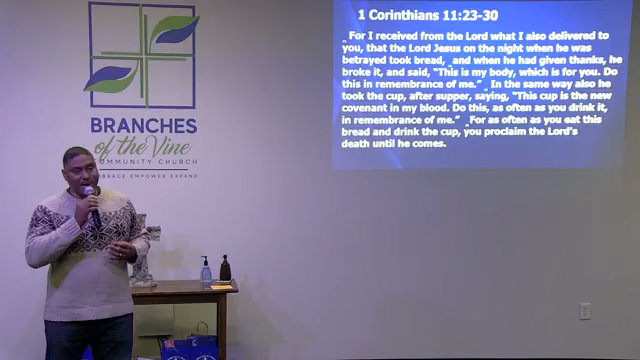 BRANCHES
of the Vine
COMMUNITY CHURCH
EMBRACE EMPOWER EXPAND
1 Corinthians 11:23-30
For I received from the Lord what I also delivered to
you, that the Lord Jesus on the night when he was
betrayed took bread, and when he had given thanks, he
broke it, and said, “This is my body, which is for you. Do
this in remembrance of me.” In the same way also he
took the cup, after supper, saying, “This cup is the new
covenant in my blood. Do this, as often as you drink it,
in remembrance of me.” For as often as you eat this
bread and drink the cup, you proclaim the Lord's
death until he comes.